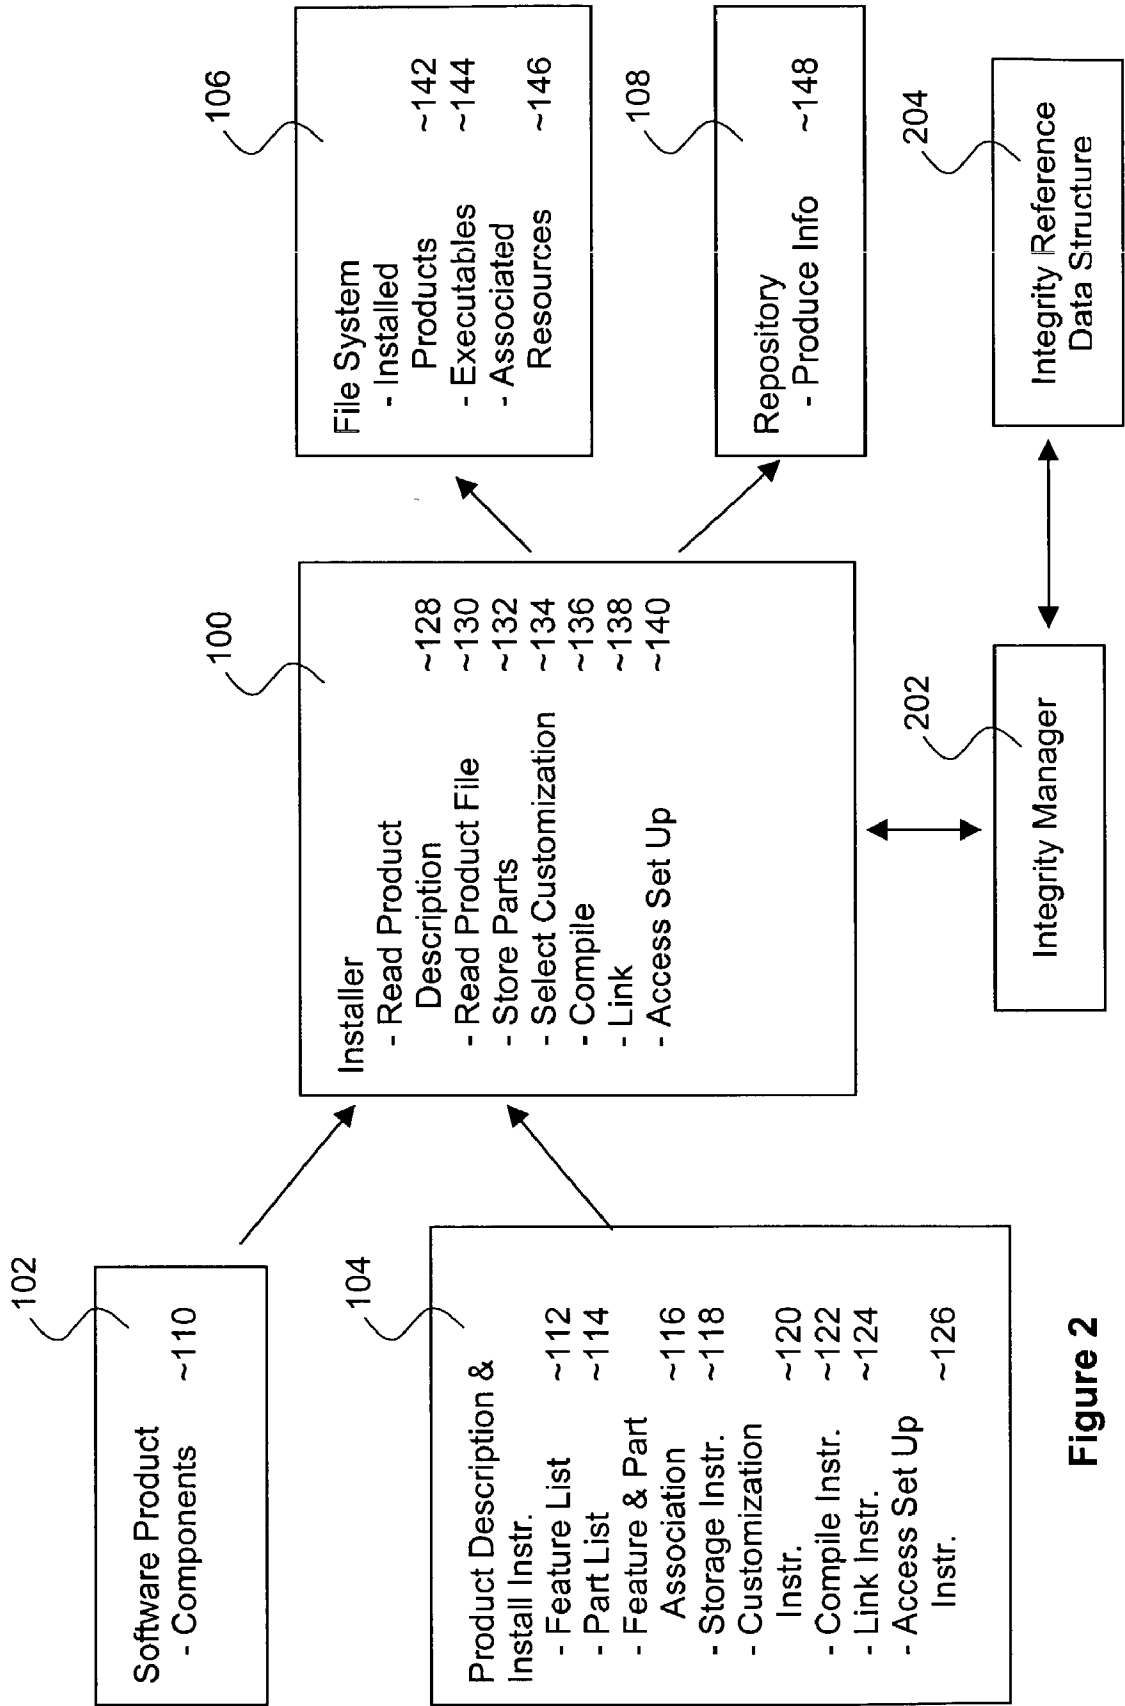 102
Software Product
- Components ~110
104
Product Description &
Install Instr.
- Feature List ~112
- Part List ~114
- Feature & Part
Association ~116
- Storage Instr. ~118
- Customization
Instr. ~120
- Compile Instr. ~122
- Link Instr. ~124
- Access Set Up
Instr. ~126
100
Installer
- Read Product
Description ~128
- Read Product File ~130
- Store Parts ~132
- Select Customization ~134
- Compile ~136
- Link ~138
- Access Set Up ~140
106
File System
- Installed
Products ~142
- Executables ~144
- Associated
Resources ~146
108
Repository
- Produce Info ~148
202
Integrity Manager
204
Integrity Reference
Data Structure
Figure 2